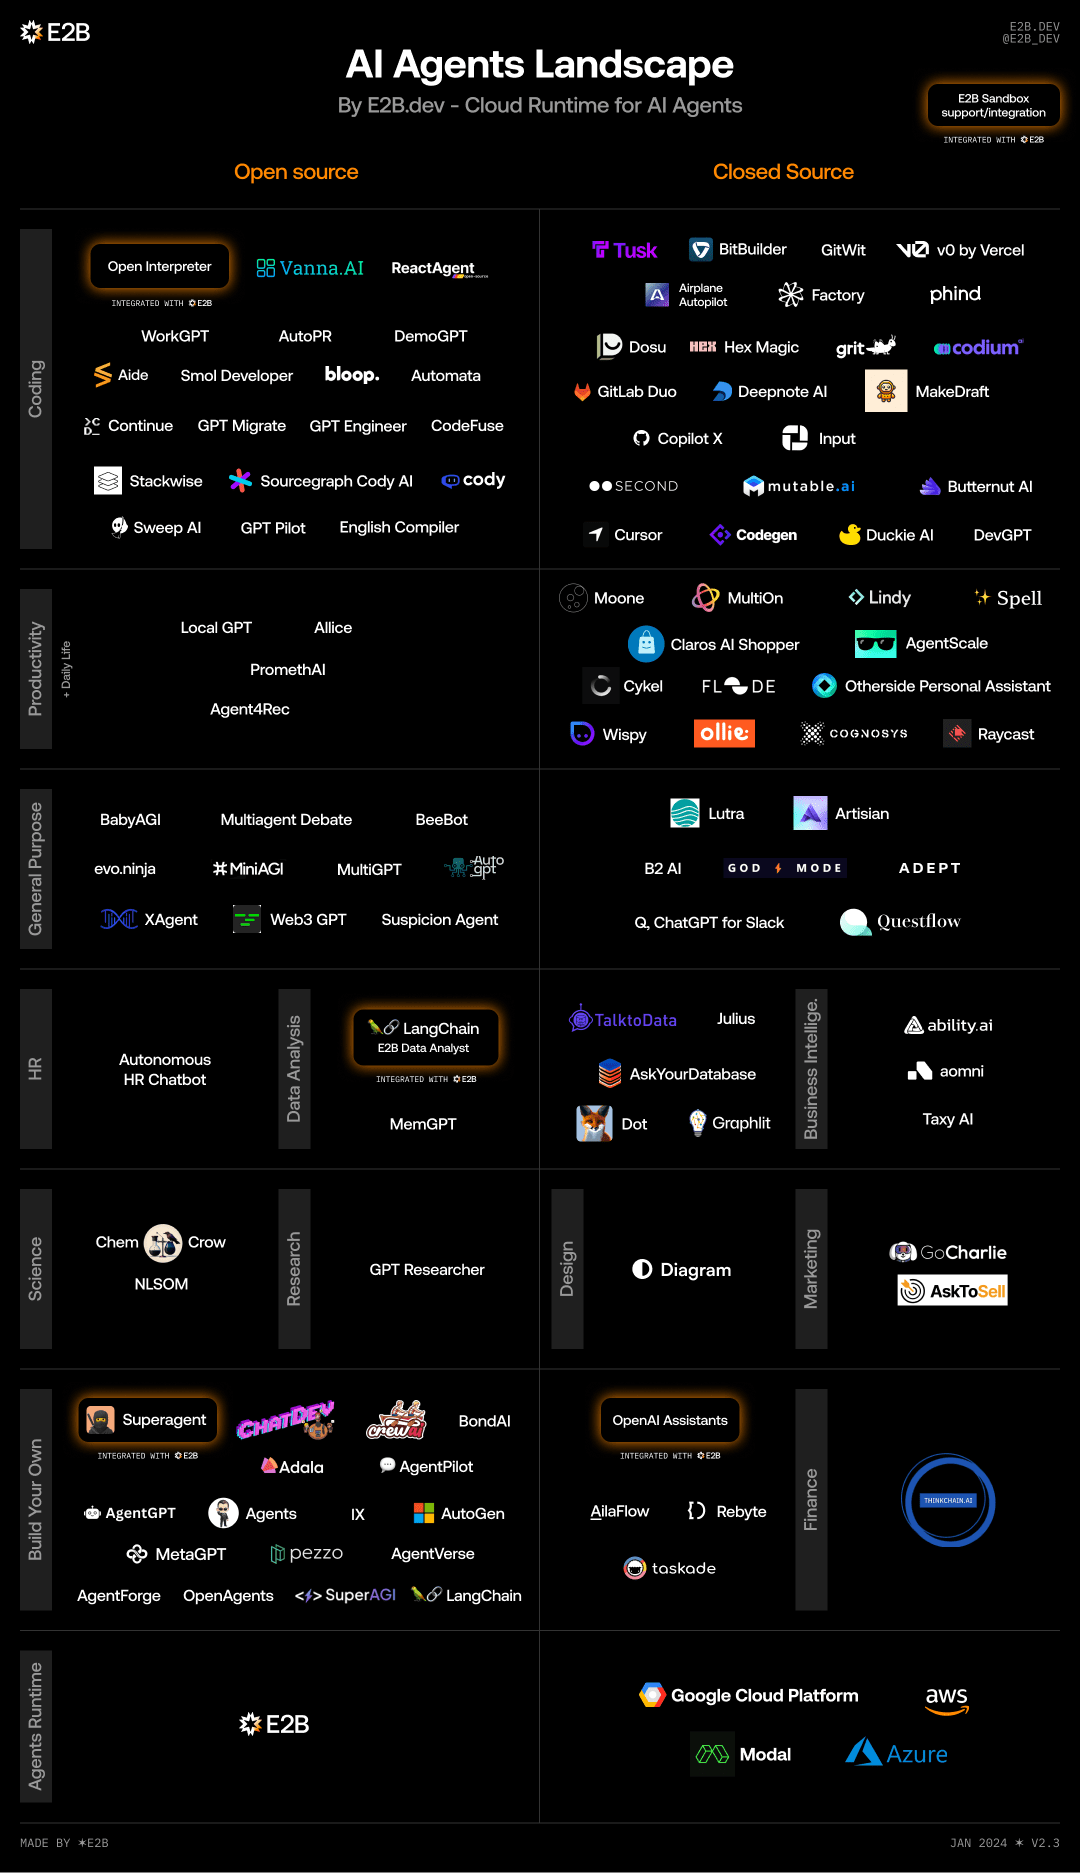 E2B
E2B.DEV
@E2B_DEV
AI Agents Landscape
By E2B.dev - Cloud Runtime for AI Agents
E2B Sandbox
support/integration
INTEGRATED WITH E2B
Open source
Closed Source
Coding
Open Interpreter
INTEGRATED WITH E2B
Vanna.AI
ReactAgent
open-source
WorkGPT
AutoPR
DemoGPT
Aide
Smol Developer
bloop.
Automata
>C
D_
Continue
GPT Migrate
GPT Engineer
CodeFuse
Stackwise
Sourcegraph Cody AI
cody
Sweep AI
GPT Pilot
English Compiler
Tusk
BitBuilder
GitWit
v0 by Vercel
Airplane
Autopilot
Factory
phind
Dosu
HEX Hex Magic
grit
codium ai
GitLab Duo
Deepnote AI
MakeDraft
Copilot X
Input
SECOND
mutable.ai
Butternut AI
Cursor
Codegen
Duckie AI
DevGPT
Productivity
+ Daily Life
Local GPT
Allice
PromethAI
Agent4Rec
Moone
MultiOn
Lindy
Spell
Claros AI Shopper
AgentScale
Cykel
FLODE
Otherside Personal Assistant
Wispy
ollie:
COGNOSYS
Raycast
General Purpose
BabyAGI
Multiagent Debate
BeeBot
evo.ninja
#MiniAGI
MultiGPT
Auto
gpt
XAgent
Web3 GPT
Suspicion Agent
Lutra
Artisian
B2 AI
GOD MODE
ADEPT
Q, ChatGPT for Slack
Questflow
HR
Autonomous
HR Chatbot
Data Analysis
LangChain
E2B Data Analyst
INTEGRATED WITH E2B
MemGPT
TalktoData
Julius
AskYourDatabase
Dot
Graphlit
Business Intellige.
ability.ai
aomni
Taxy AI
Science
Chem Crow
NLSOM
Research
GPT Researcher
Design
Diagram
Marketing
GoCharlie
AskToSell
Build Your Own
Superagent
INTEGRATED WITH E2B
CHATDEV
crewai
BondAI
Adala
AgentPilot
AgentGPT
Agents
IX
AutoGen
MetaGPT
pezzo
AgentVerse
AgentForge
OpenAgents
SuperAGI
LangChain
OpenAI Assistants
INTEGRATED WITH E2B
AilaFlow
Rebyte
taskade
Finance
THINKCHAIN.AI
Agents Runtime
E2B
Google Cloud Platform
aws
Modal
Azure
MADE BY ✶E2B
JAN 2024 ✶ V2.3